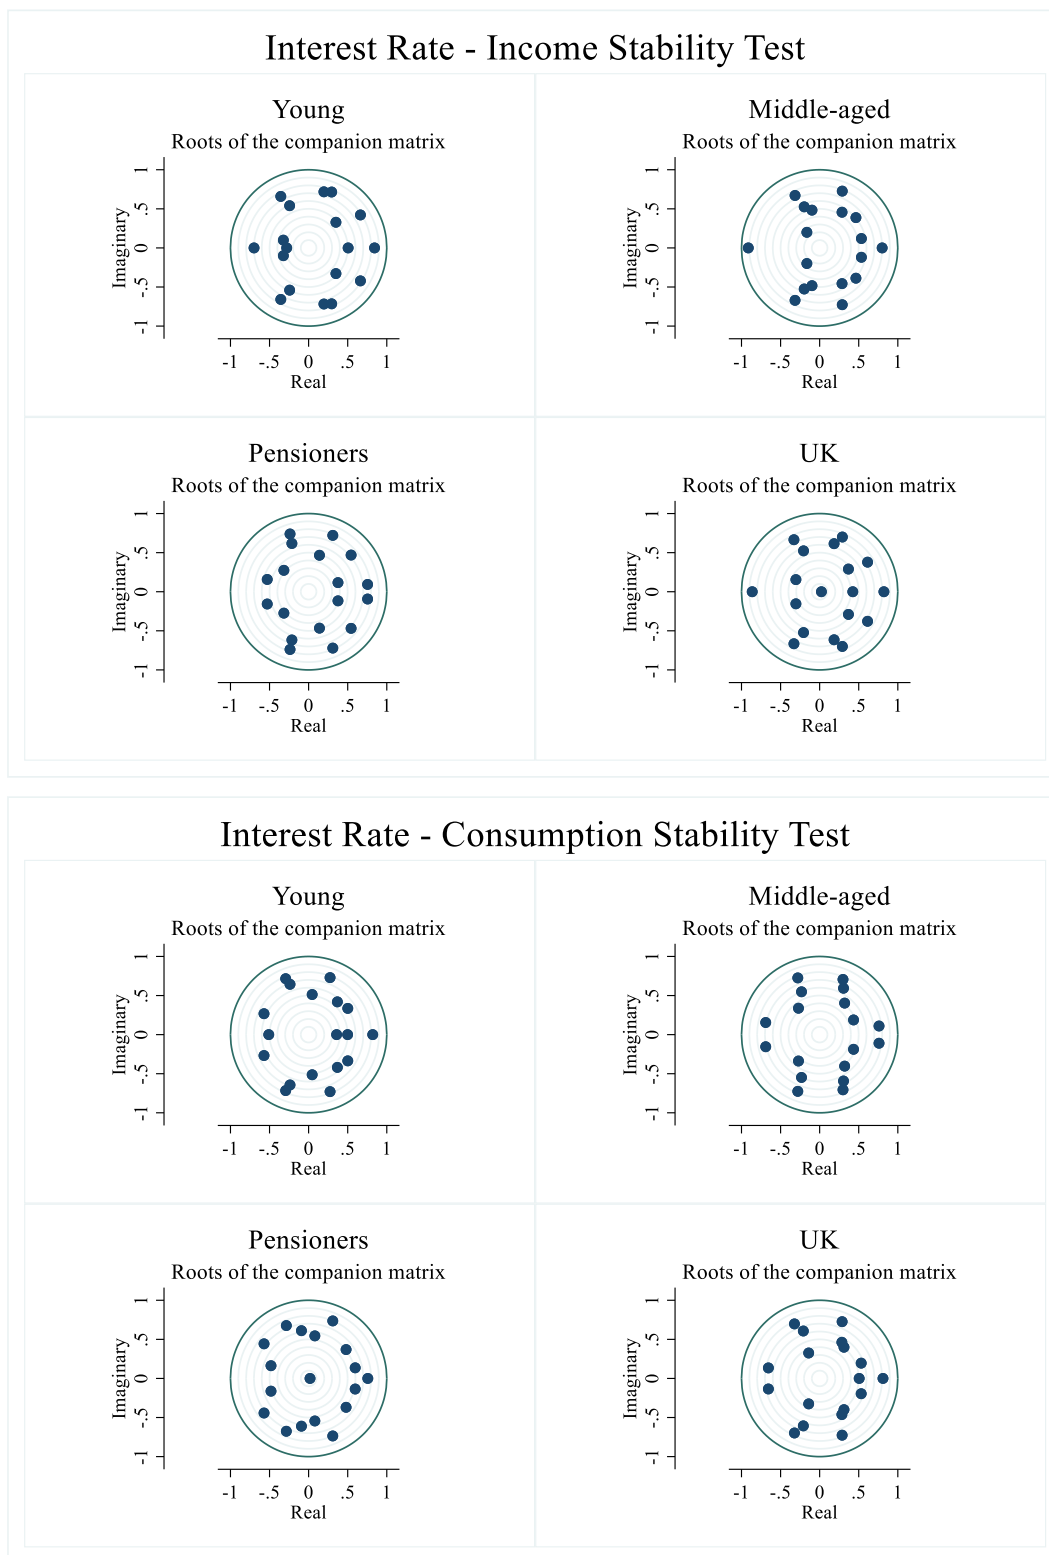 Interest Rate - Income Stability Test
Young
Roots of the companion matrix
Imaginary
1
.5
0
-.5
-1
-1 -.5 0 .5 1
Real
Middle-aged
Roots of the companion matrix
Imaginary
1
.5
0
-.5
-1
-1 -.5 0 .5 1
Real
Pensioners
Roots of the companion matrix
Imaginary
1
.5
0
-.5
-1
-1 -.5 0 .5 1
Real
UK
Roots of the companion matrix
Imaginary
1
.5
0
-.5
-1
-1 -.5 0 .5 1
Real
Interest Rate - Consumption Stability Test
Young
Roots of the companion matrix
Imaginary
1
.5
0
-.5
-1
-1 -.5 0 .5 1
Real
Middle-aged
Roots of the companion matrix
Imaginary
1
.5
0
-.5
-1
-1 -.5 0 .5 1
Real
Pensioners
Roots of the companion matrix
Imaginary
1
.5
0
-.5
-1
-1 -.5 0 .5 1
Real
UK
Roots of the companion matrix
Imaginary
1
.5
0
-.5
-1
-1 -.5 0 .5 1
Real